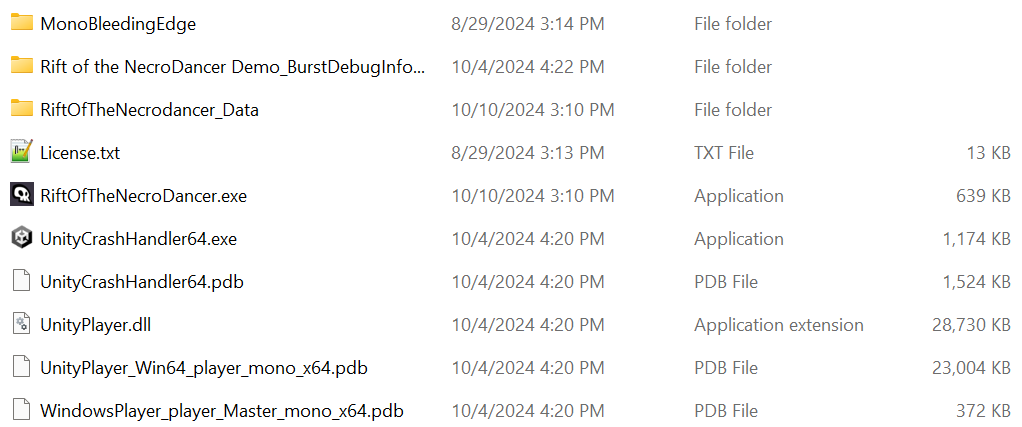 MonoBleedingEdge 8/29/2024 3:14 PM File folder
Rift of the NecroDancer Demo_BurstDebugInfo... 10/4/2024 4:22 PM File folder
RiftOfTheNecrodancer_Data 10/10/2024 3:10 PM File folder
License.txt 8/29/2024 3:13 PM TXT File 13 KB
RiftOfTheNecroDancer.exe 10/10/2024 3:10 PM Application 639 KB
UnityCrashHandler64.exe 10/4/2024 4:20 PM Application 1,174 KB
UnityCrashHandler64.pdb 10/4/2024 4:20 PM PDB File 1,524 KB
UnityPlayer.dll 10/4/2024 4:20 PM Application extension 28,730 KB
UnityPlayer_Win64_player_mono_x64.pdb 10/4/2024 4:20 PM PDB File 23,004 KB
WindowsPlayer_player_Master_mono_x64.pdb 10/4/2024 4:20 PM PDB File 372 KB